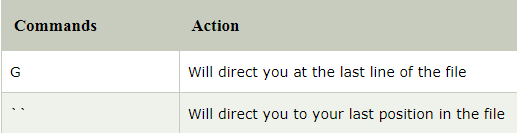 Commands Action
G Will direct you at the last line of the file
`` Will direct you to your last position in the file